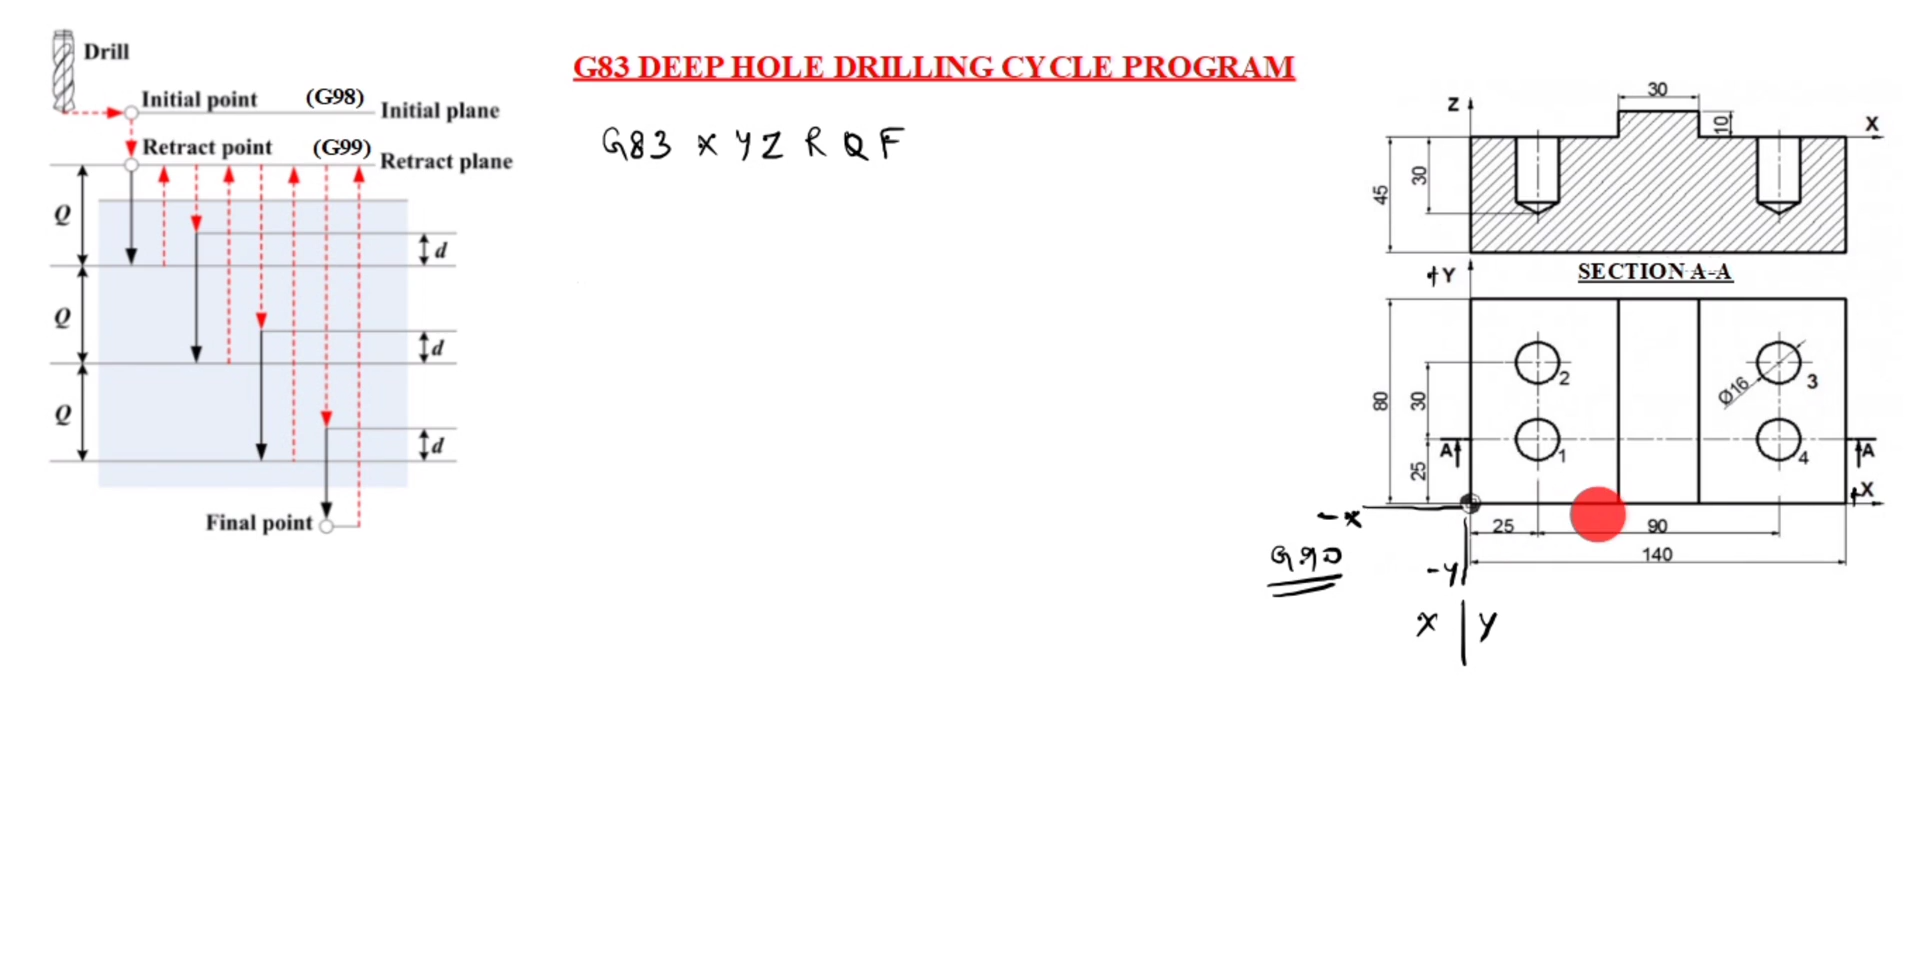 G83 DEEP HOLE DRILLING CYCLE PROGRAM
G83 X Y Z R Q F
Drill
Initial point (G98) Initial plane
Retract point (G99) Retract plane
Q
d
Q
d
Q
d
Final point
Z
30
10
X
45
30
SECTION A-A
+Y
80
30
25
2
3
Ø16
1
4
A
A
+X
-X
25
90
140
G90
-Y
X | Y